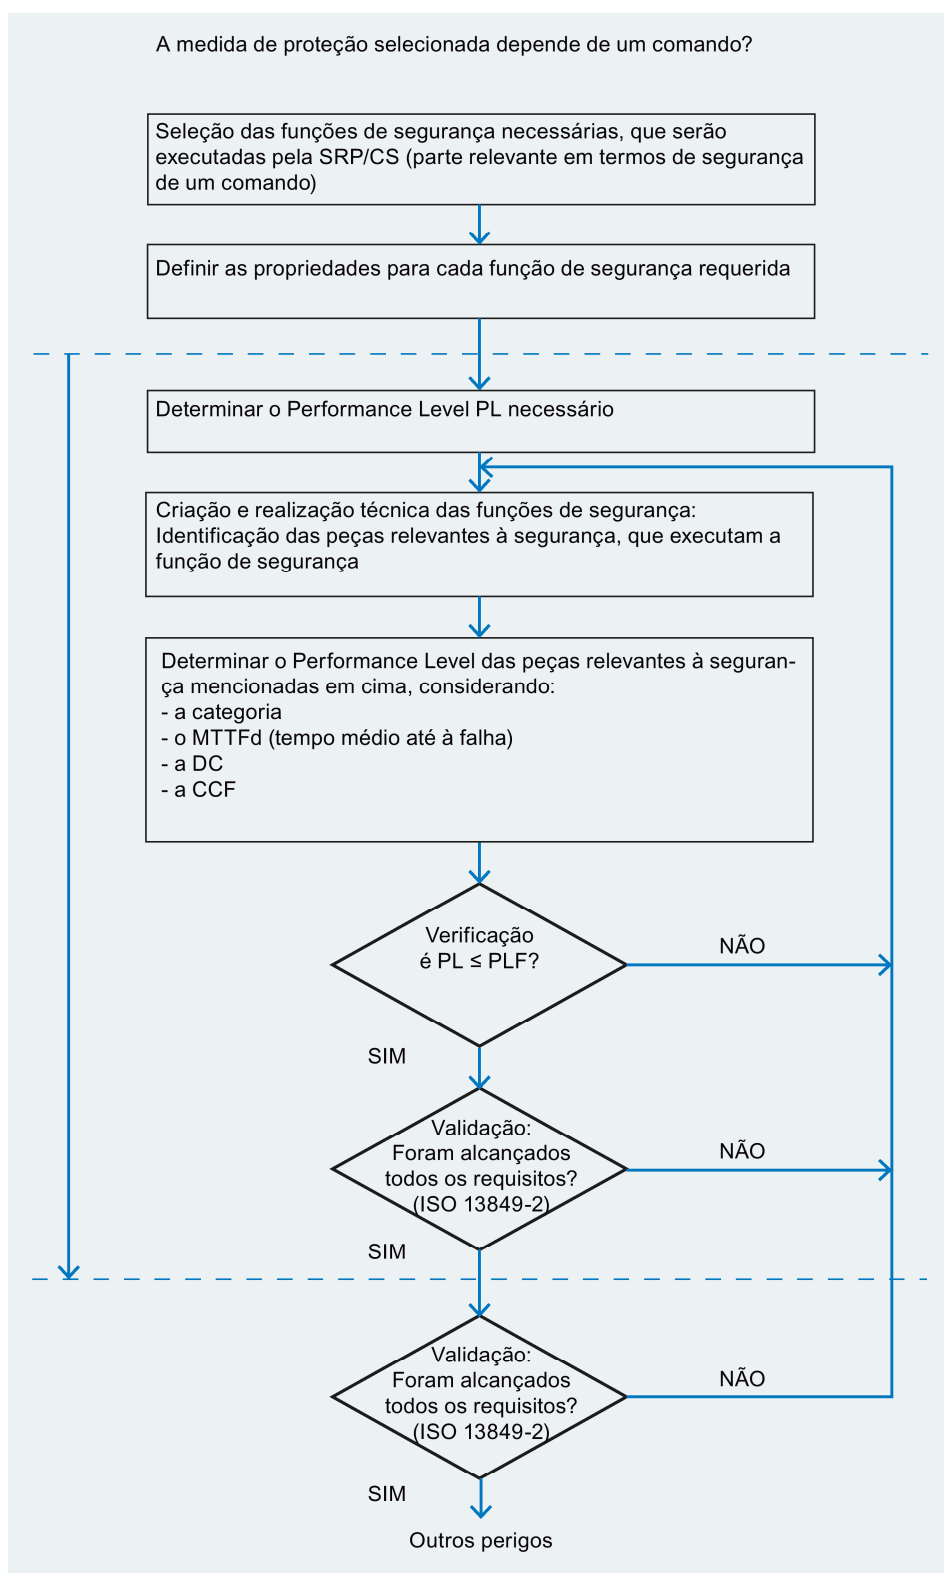 A medida de proteção selecionada depende de um comando?
Seleção das funções de segurança necessárias, que serão
executadas pela SRP/CS (parte relevante em termos de segurança
de um comando)
Definir as propriedades para cada função de segurança requerida
Determinar o Performance Level PL necessário
Criação e realização técnica das funções de segurança:
Identificação das peças relevantes à segurança, que executam a
função de segurança
Determinar o Performance Level das peças relevantes à seguran-
ça mencionadas em cima, considerando:
- a categoria
- o MTTFd (tempo médio até à falha)
- a DC
- a CCF
Verificação
é PL ≤ PLF?
NÃO
SIM
Validação:
Foram alcançados
todos os requisitos?
(ISO 13849-2)
NÃO
SIM
Validação:
Foram alcançados
todos os requisitos?
(ISO 13849-2)
NÃO
SIM
Outros perigos